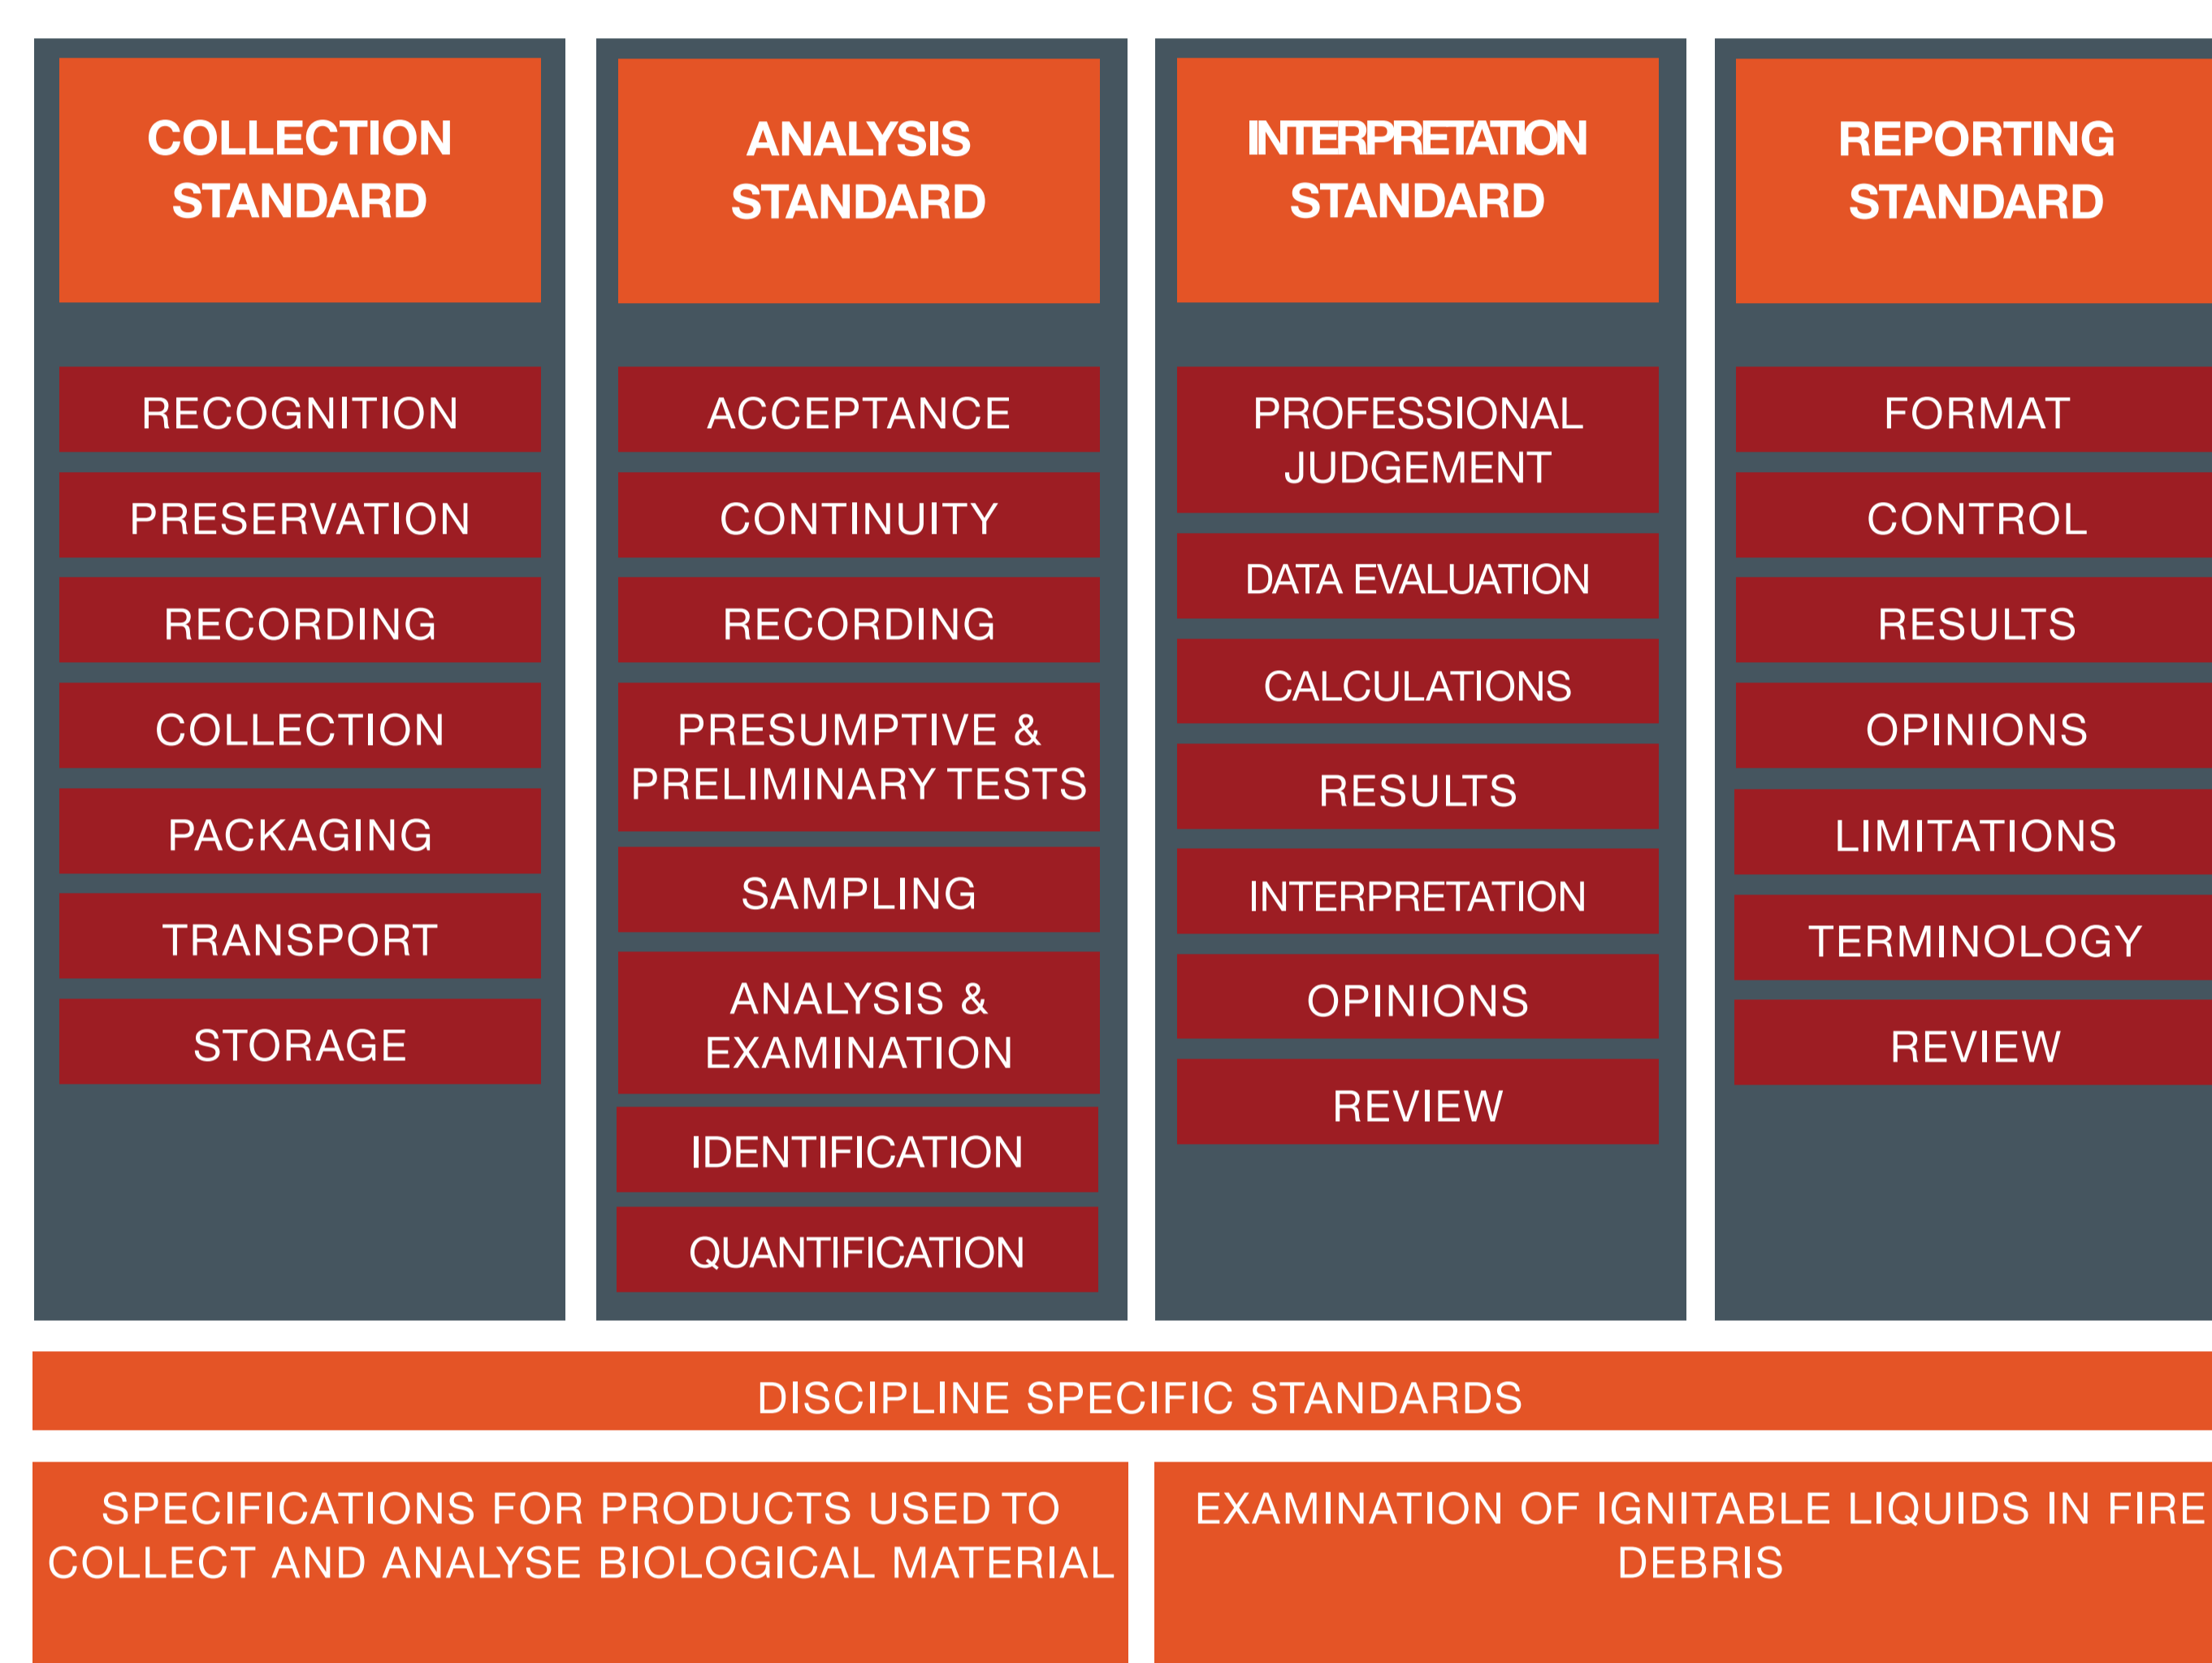 COLLECTION
STANDARD
RECOGNITION
PRESERVATION
RECORDING
COLLECTION
PACKAGING
TRANSPORT
STORAGE
ANALYSIS
STANDARD
ACCEPTANCE
CONTINUITY
RECORDING
PRESUMPTIVE &
PRELIMINARY TESTS
SAMPLING
ANALYSIS &
EXAMINATION
IDENTIFICATION
QUANTIFICATION
INTERPRETATION
STANDARD
PROFESSIONAL
JUDGEMENT
DATA EVALUATION
CALCULATIONS
RESULTS
INTERPRETATION
OPINIONS
REVIEW
REPORTING
STANDARD
FORMAT
CONTROL
RESULTS
OPINIONS
LIMITATIONS
TERMINOLOGY
REVIEW
DISCIPLINE SPECIFIC STANDARDS
SPECIFICATIONS FOR PRODUCTS USED TO
COLLECT AND ANALYSE BIOLOGICAL MATERIAL
EXAMINATION OF IGNITABLE LIQUIDS IN FIRE
DEBRIS